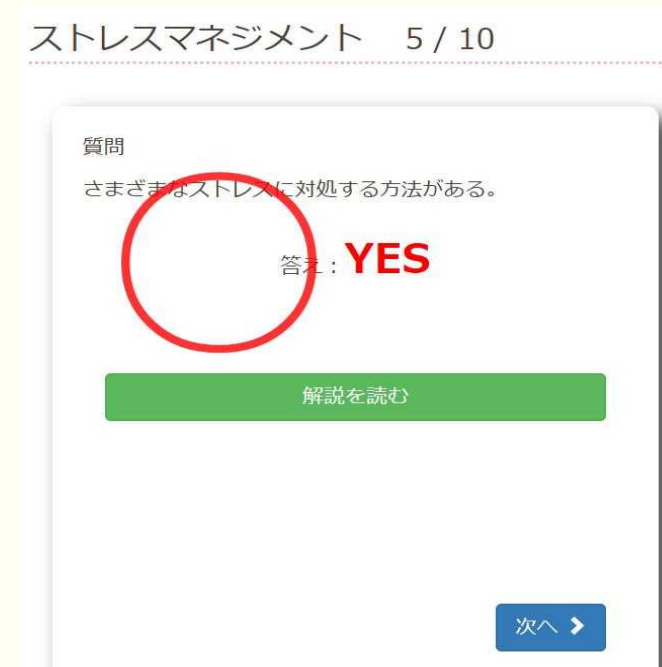 ストレスマネジメント 5 / 10
質問
さまざまなストレスに対処する方法がある。
答え：YES
解説を読む
次へ